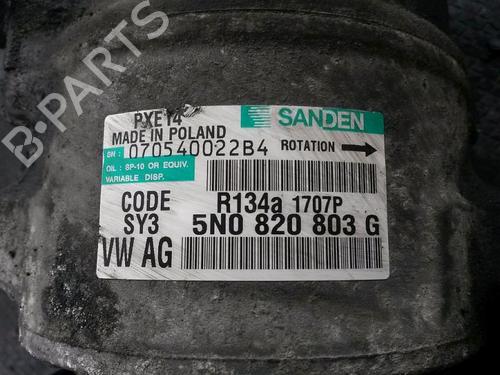 PXE14 SANDEN
MADE IN POLAND
SN : 070540022B4 ROTATION
OIL : SP-10 OR EQUIV.
VARIABLE DISP.
CODE R134a 1707P
SY3 5N0 820 803 G
VW AG
B-PARTS